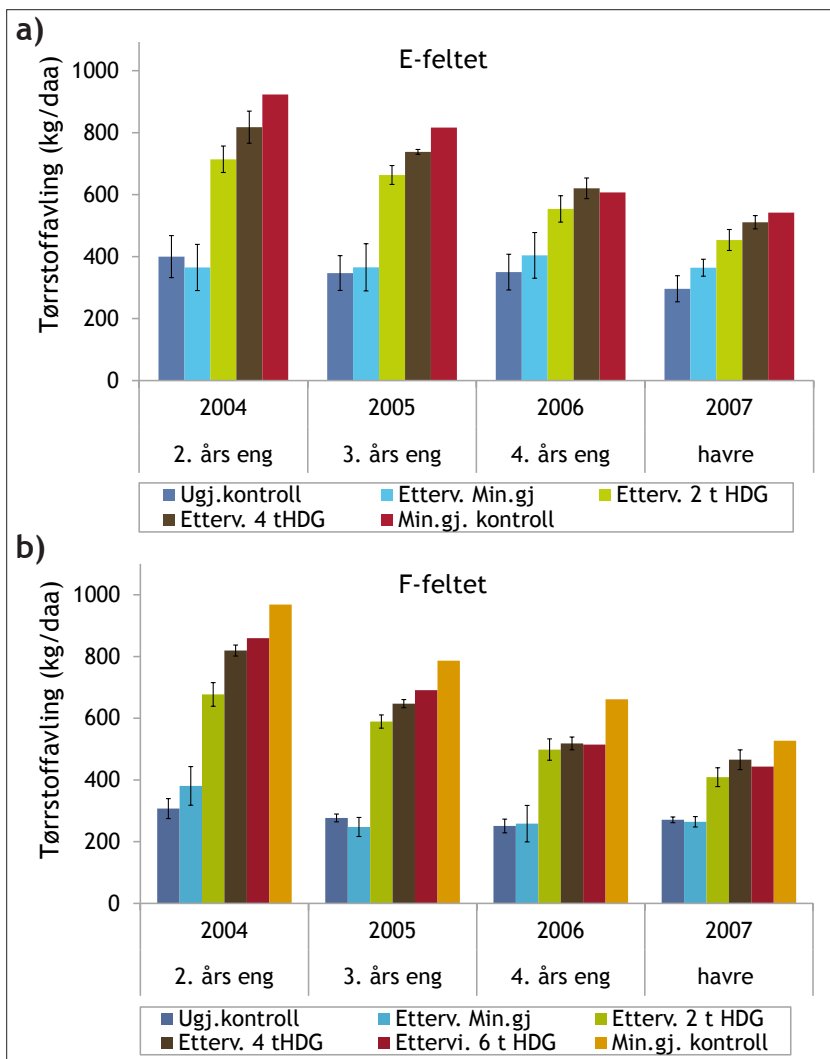 a)
E-feltet
Tørrstoffavling (kg/daa)
1000
800
600
400
200
0
2004 2005 2006 2007
2. års eng 3. års eng 4. års eng havre
Ugj.kontroll Etterv. Min.gj Etterv. 2 t HDG
Etterv. 4 tHDG Min.gj. kontroll
b)
F-feltet
Tørrstoffavling (kg/daa)
1000
800
600
400
200
0
2004 2005 2006 2007
2. års eng 3. års eng 4. års eng havre
Ugj.kontroll Etterv. Min.gj Etterv. 2 t HDG
Etterv. 4 tHDG Ettervi. 6 t HDG Min.gj. kontroll